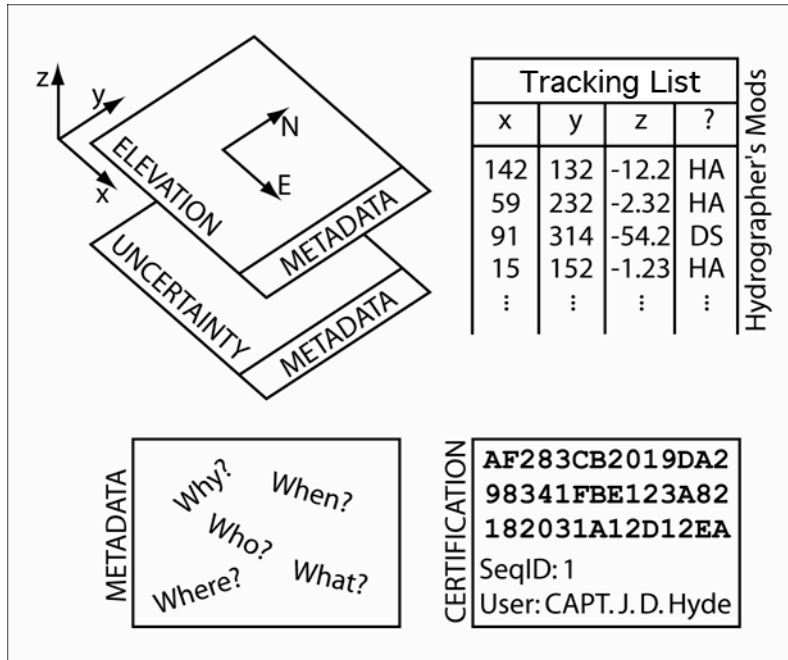 z
y
x
N
E
ELEVATION
METADATA
UNCERTAINTY
METADATA
Tracking List
x y z ?
142 132 -12.2 HA
59 232 -2.32 HA
91 314 -54.2 DS
15 152 -1.23 HA
⋮ ⋮ ⋮ ⋮
Hydrographer's Mods
METADATA
Why?
When?
Who?
What?
Where?
CERTIFICATION
AF283CB2019DA2
98341FBE123A82
182031A12D12EA
SeqID: 1
User: CAPT. J. D. Hyde